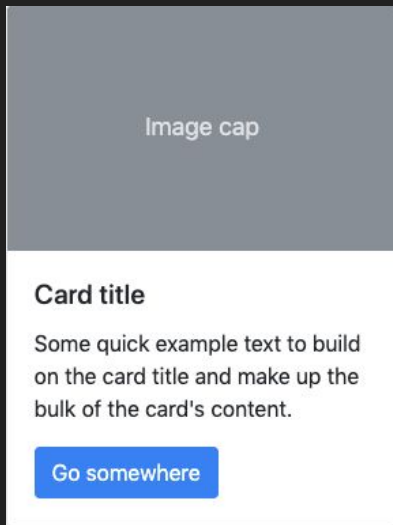 Image cap
Card title
Some quick example text to build
on the card title and make up the
bulk of the card's content.
Go somewhere